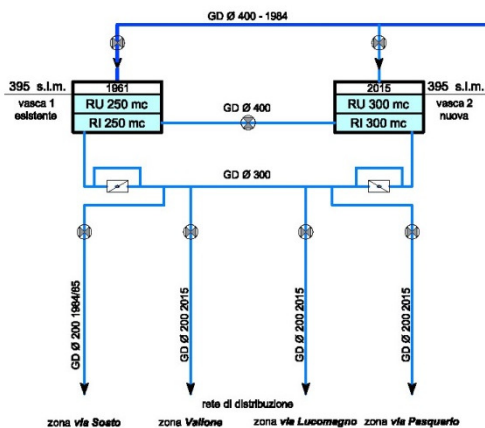 GD Ø 400 - 1984
395 s.l.m.
vasca 1
esistente
1961
RU 250 mc
RI 250 mc
GD Ø 400
2015
RU 300 mc
RI 300 mc
395 s.l.m.
vasca 2
nuova
GD Ø 300
GD Ø 200 1984/85
GD Ø 200 2015
GD Ø 200 2015
GD Ø 200 2015
rete di distribuzione
zona via Sosto
zona Vallone
zona via Lucomagno
zona via Pasquerio